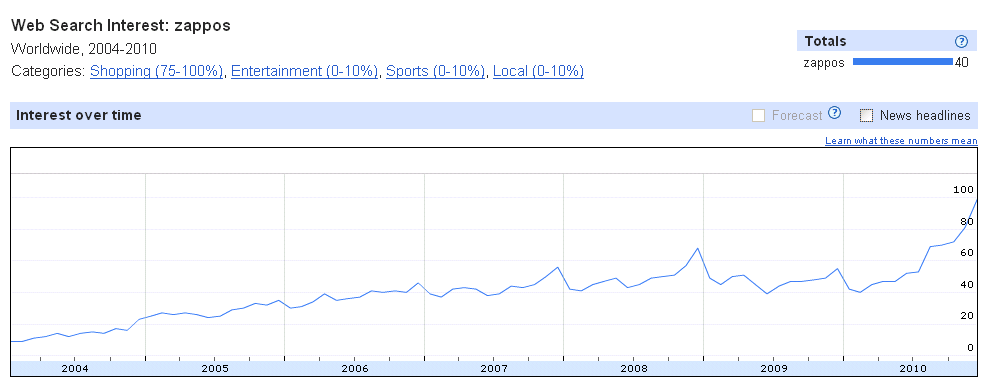 Web Search Interest: zappos
Worldwide, 2004-2010
Categories: Shopping (75-100%), Entertainment (0-10%), Sports (0-10%), Local (0-10%)
Totals ?
zappos 40
Interest over time
Forecast ? News headlines
Learn what these numbers mean
100
80
60
40
20
0
2004 2005 2006 2007 2008 2009 2010